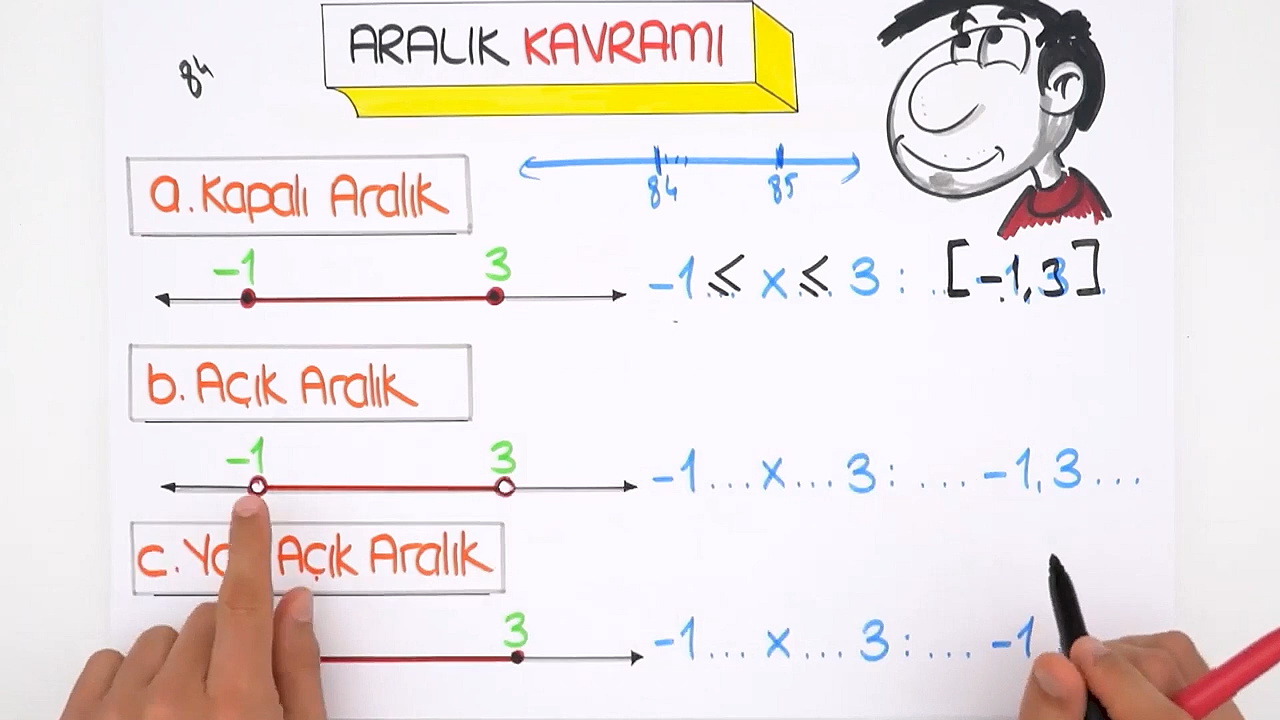 ARALIK KAVRAMI
84
84 85
a. Kapalı Aralık
-1 3
-1 ≤ x ≤ 3 : [-1,3]
b. Açık Aralık
-1 3
-1 ... x ... 3 : ... -1,3 ...
c. Açık Aralık
3
-1 ... x ... 3 : ... -1